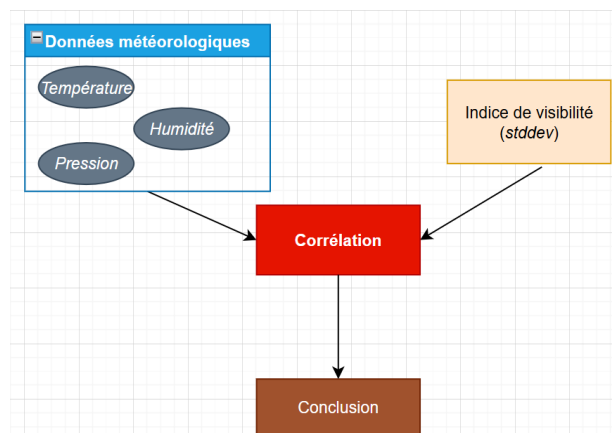 Données météorologiques
Température
Humidité
Pression
Indice de visibilité
(stddev)
Corrélation
Conclusion